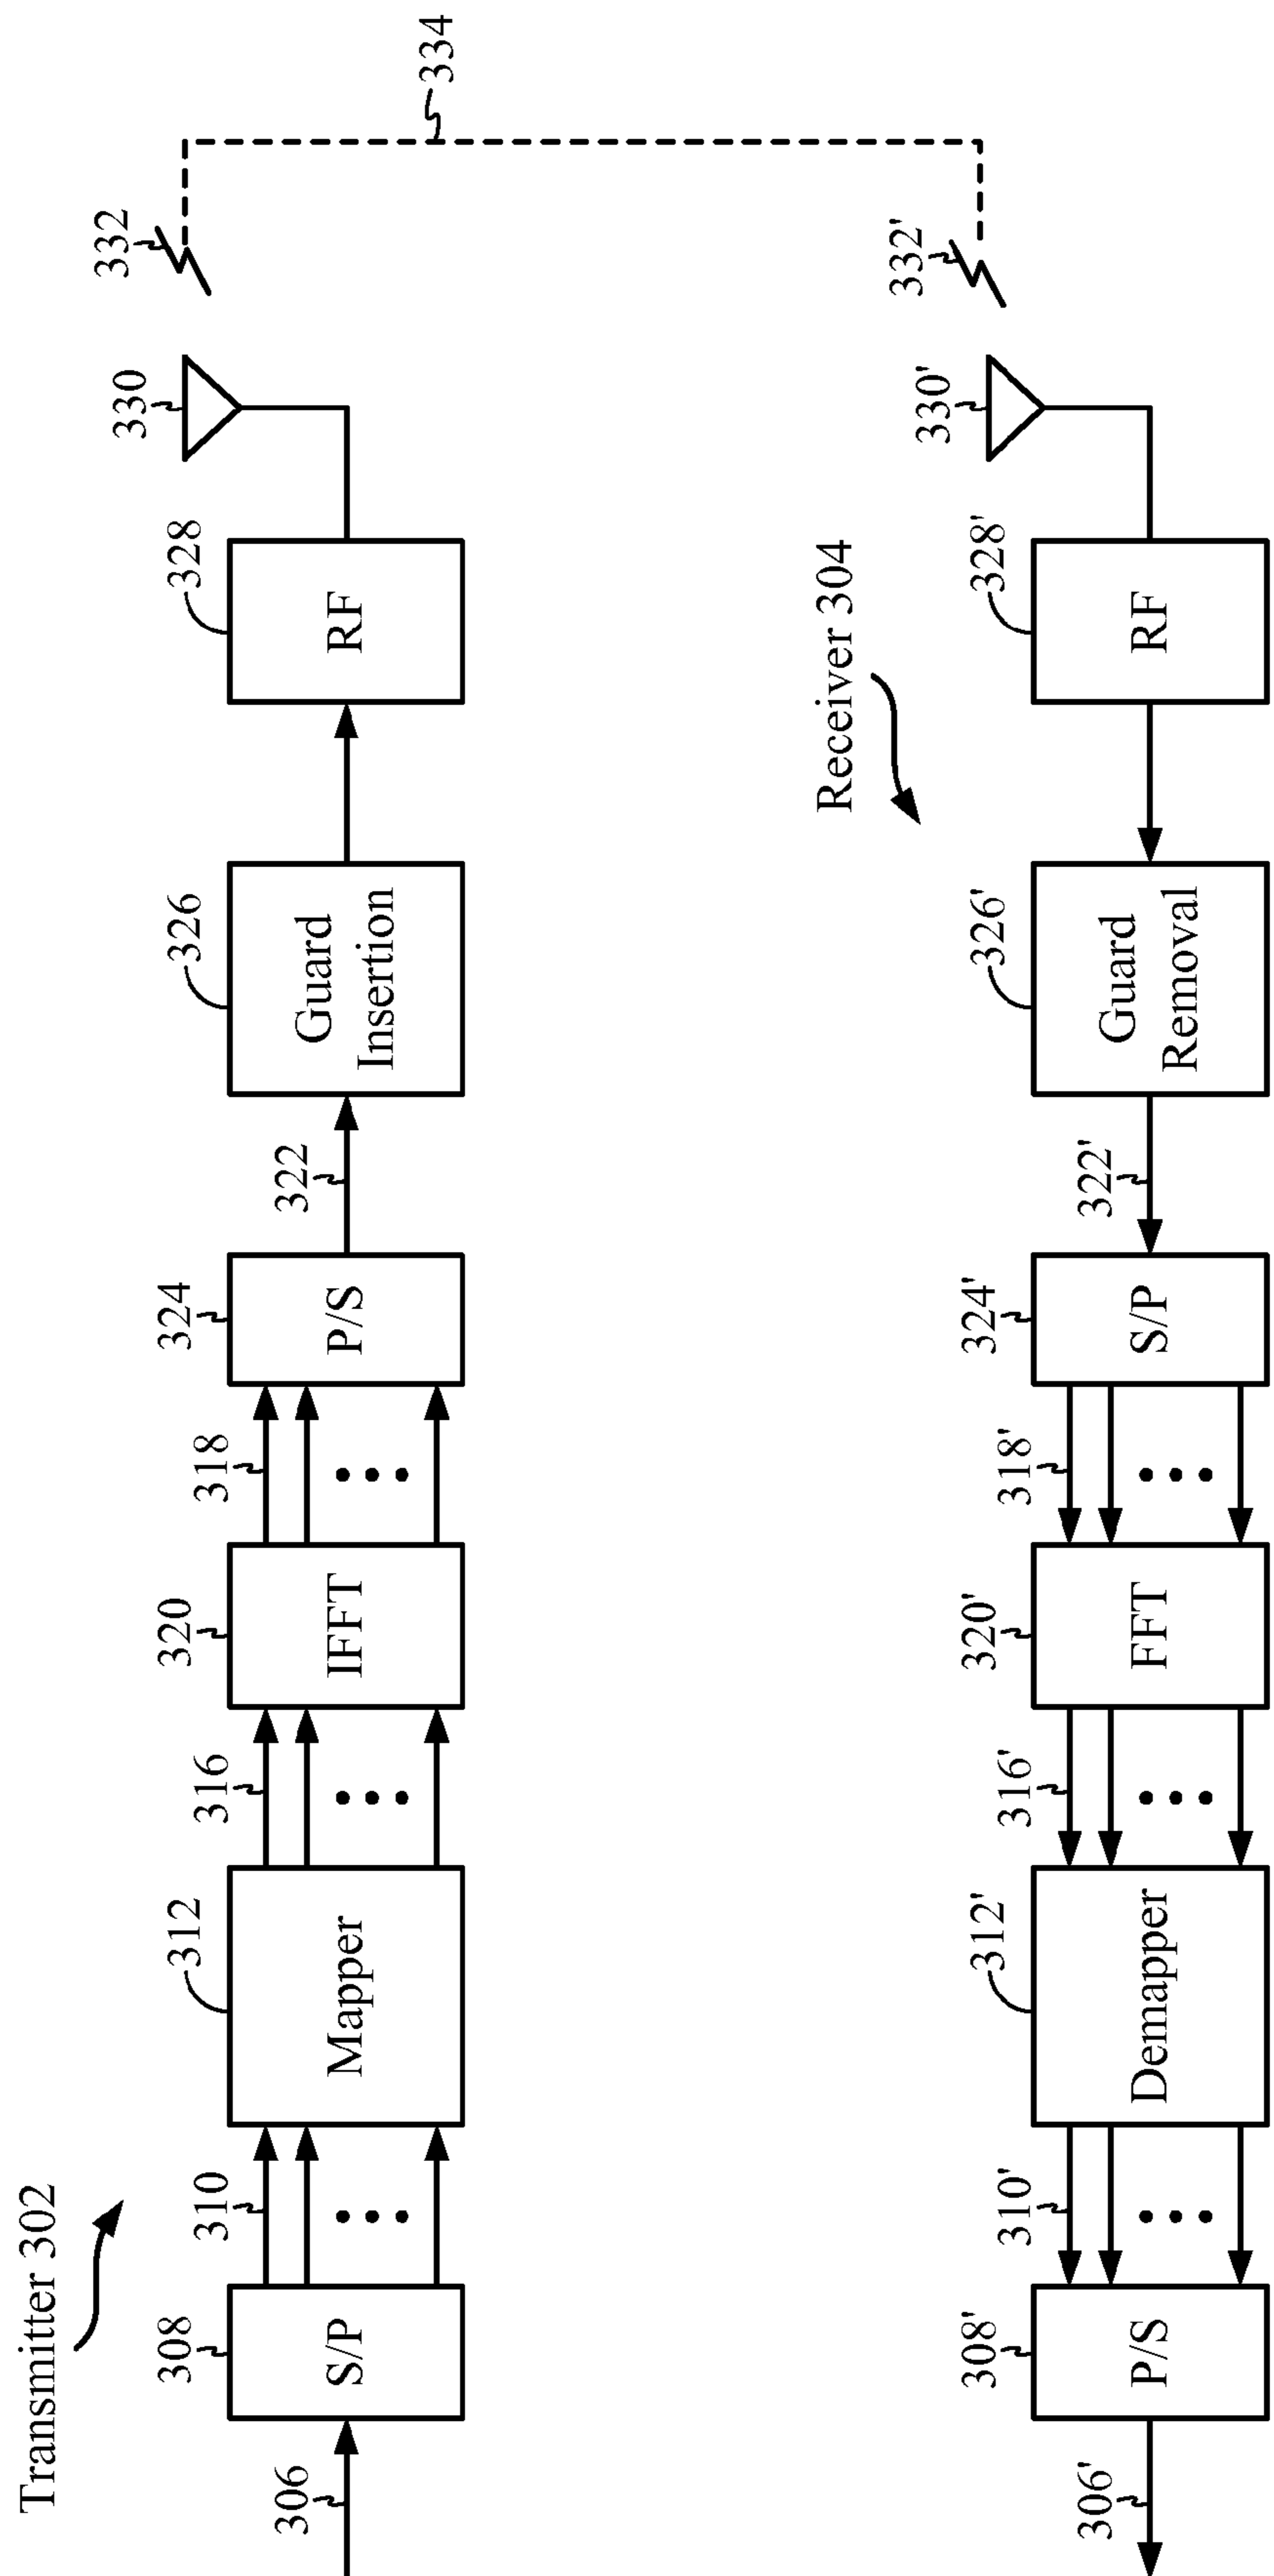 Transmitter 302
306
308
S/P
310
312
Mapper
316
320
IFFT
318
324
P/S
322
326
Guard
Insertion
328
RF
330
332
334
Receiver 304
306'
308'
P/S
310'
312'
Demapper
316'
320'
FFT
318'
324'
S/P
322'
326'
Guard
Removal
328'
RF
330'
332'